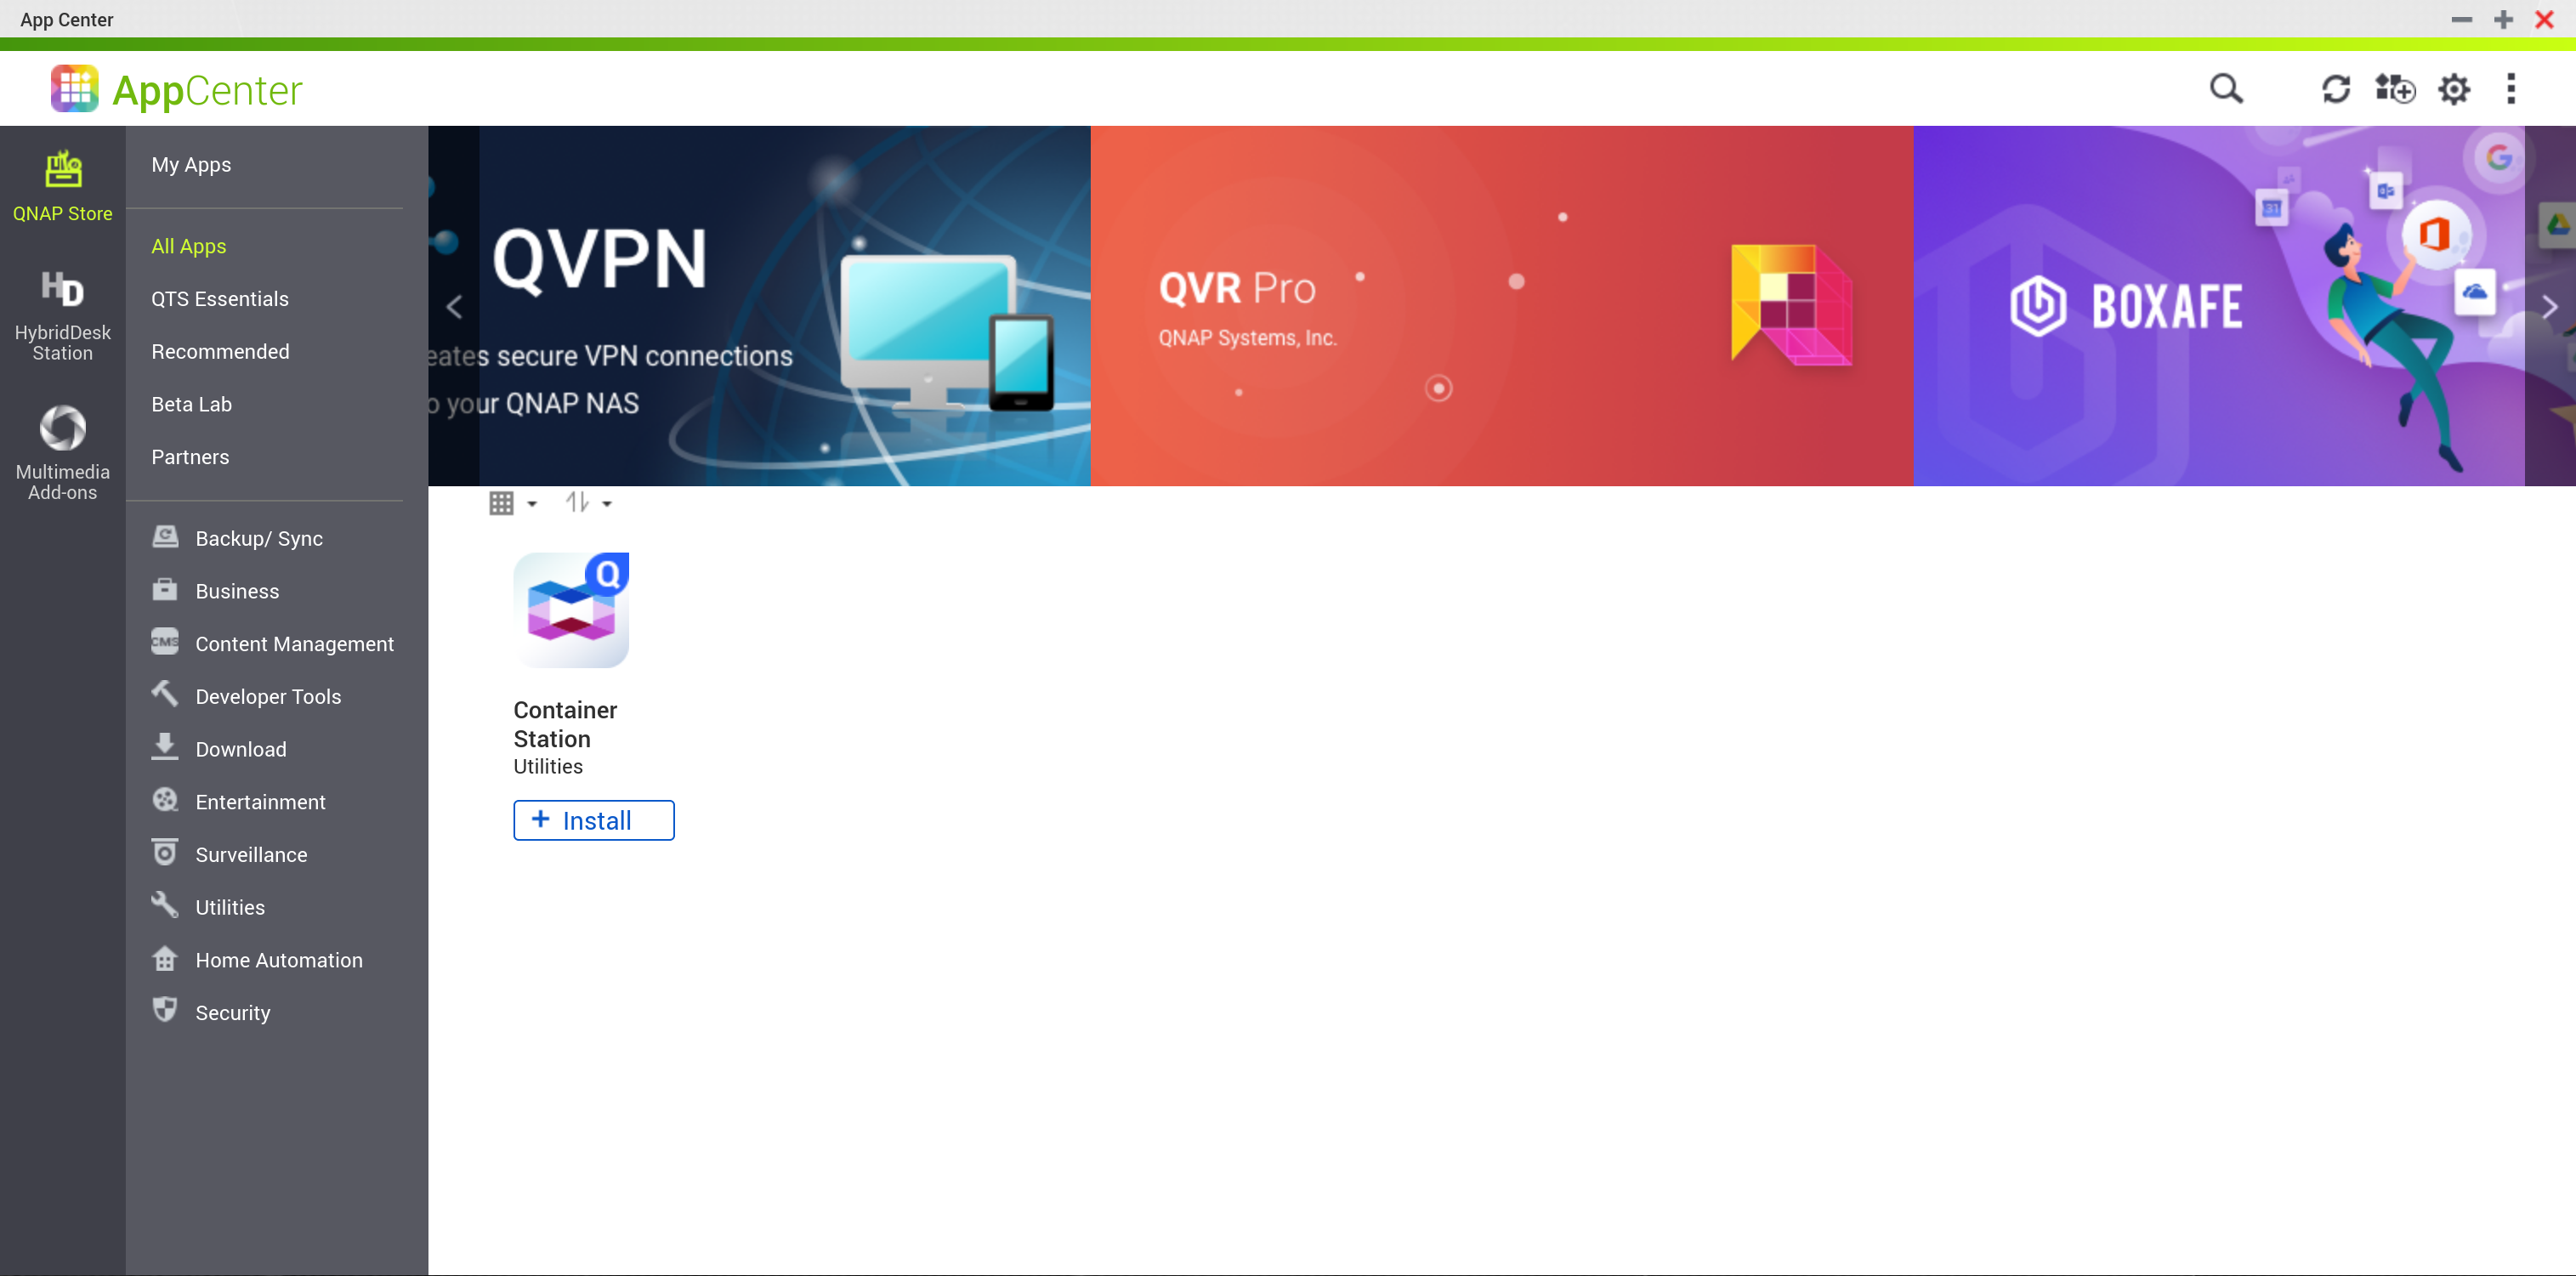 App Center
AppCenter
QNAP Store
HybridDesk
Station
Multimedia
Add-ons
My Apps
All Apps
QTS Essentials
Recommended
Beta Lab
Partners
Backup/ Sync
Business
CMS
Content Management
Developer Tools
Download
Entertainment
Surveillance
Utilities
Home Automation
Security
QVPN
eates secure VPN connections
o your QNAP NAS
QVR Pro
QNAP Systems, Inc.
BOXAFE
31
G
Q
Container
Station
Utilities
+ Install